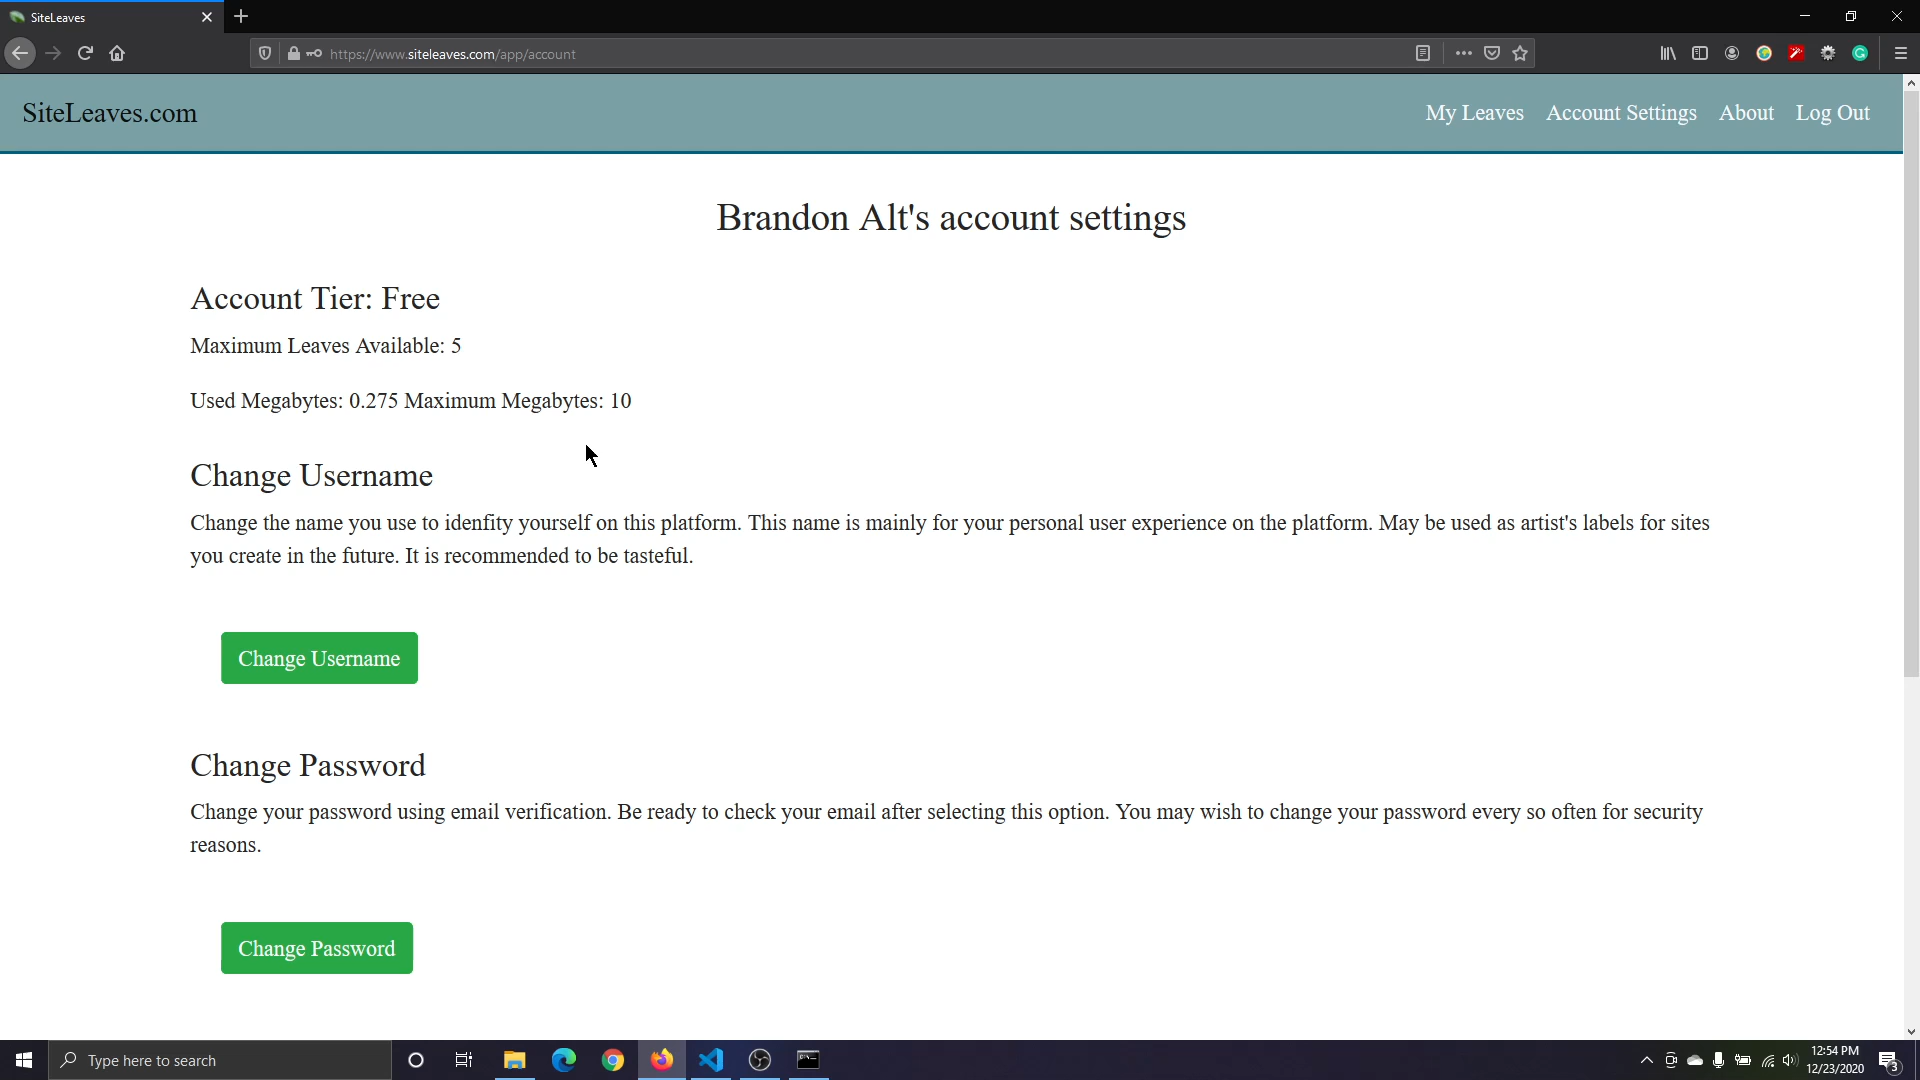 SiteLeaves
https://www.siteleaves.com/app/account
SiteLeaves.com
My Leaves Account Settings About Log Out
Brandon Alt's account settings
Account Tier: Free
Maximum Leaves Available: 5
Used Megabytes: 0.275 Maximum Megabytes: 10
Change Username
Change the name you use to idenfity yourself on this platform. This name is mainly for your personal user experience on the platform. May be used as artist's labels for sites
you create in the future. It is recommended to be tasteful.
Change Username
Change Password
Change your password using email verification. Be ready to check your email after selecting this option. You may wish to change your password every so often for security
reasons.
Change Password
Type here to search
12:54 PM
12/23/2020
3